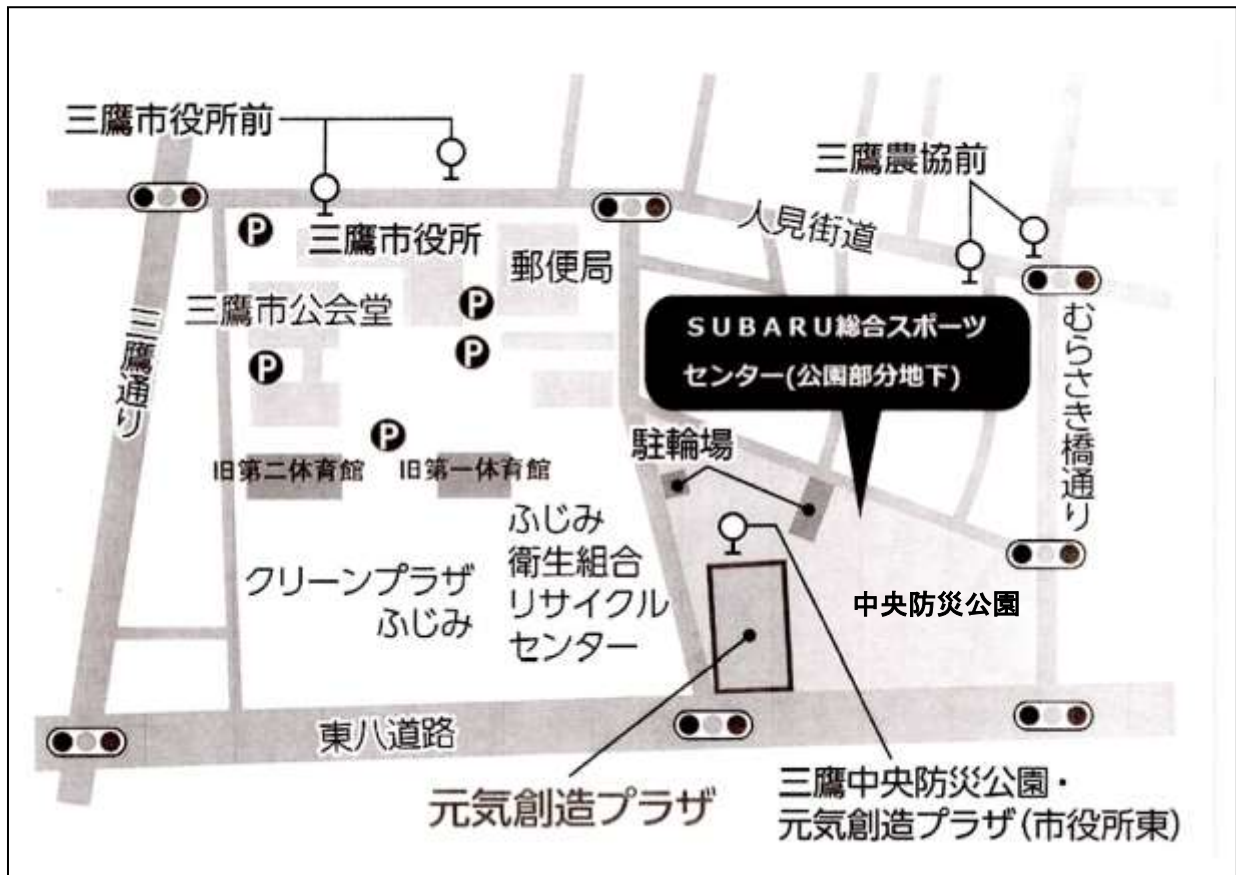 三鷹市役所前
三鷹農協前
人見街道
P
三鷹市役所
郵便局
三鷹市公会堂
P
P
P
SUBARU総合スポーツ
センター(公園部分地下)
むらさき橋通り
三鷹通り
P
駐輪場
旧第二体育館
旧第一体育館
ふじみ
衛生組合
リサイクル
センター
クリーンプラザ
ふじみ
中央防災公園
東八道路
元気創造プラザ
三鷹中央防災公園・
元気創造プラザ(市役所東)